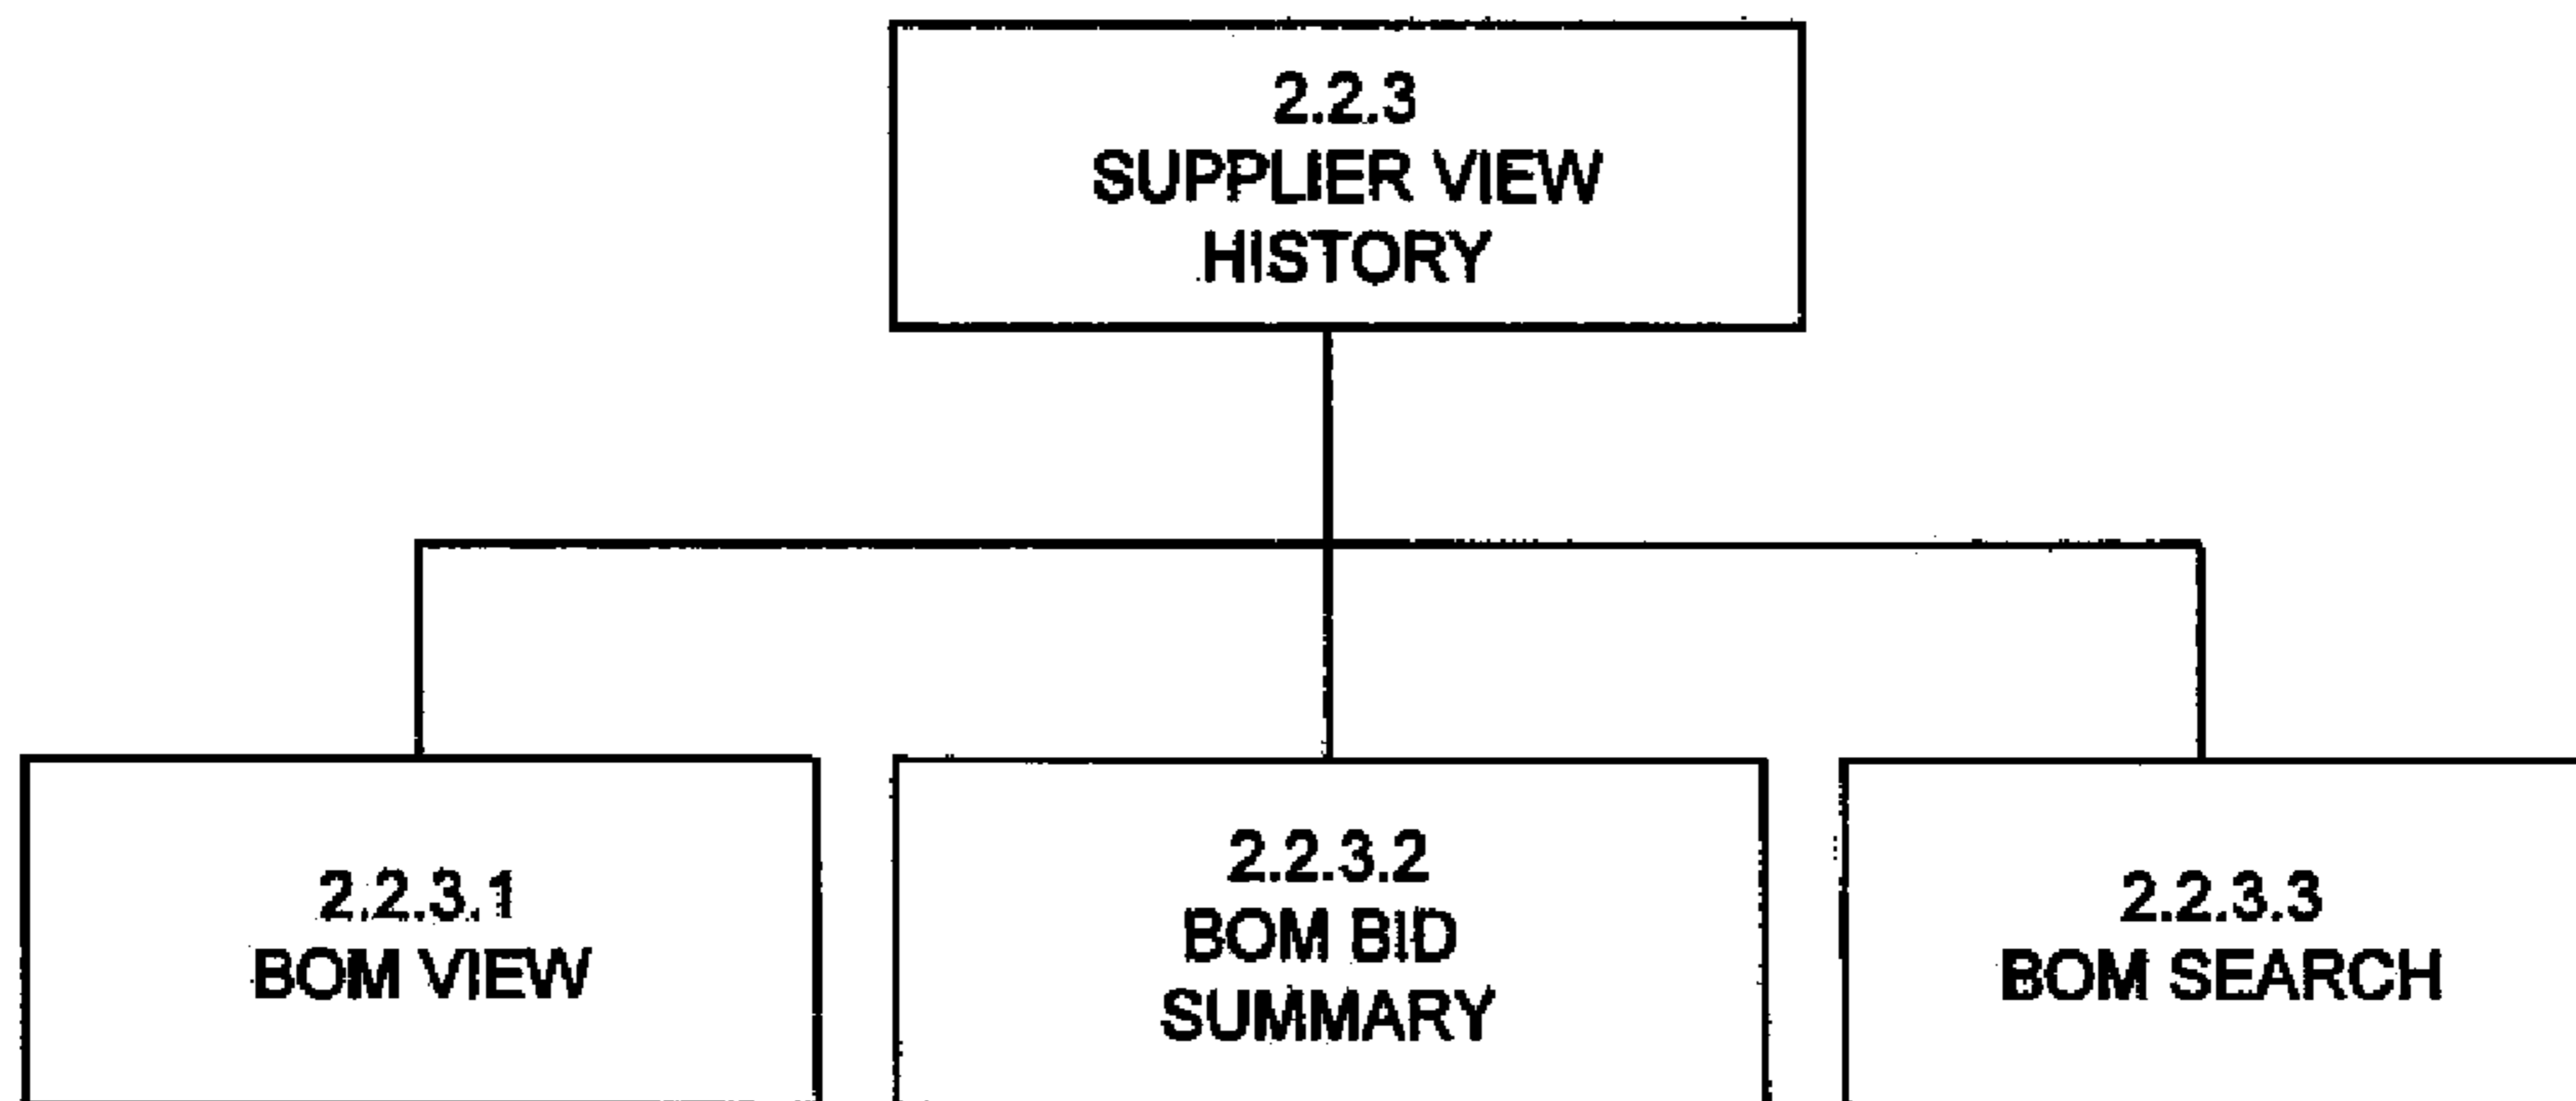 2.2.3
SUPPLIER VIEW
HISTORY
2.2.3.1
BOM VIEW
2.2.3.2
BOM BID
SUMMARY
2.2.3.3
BOM SEARCH